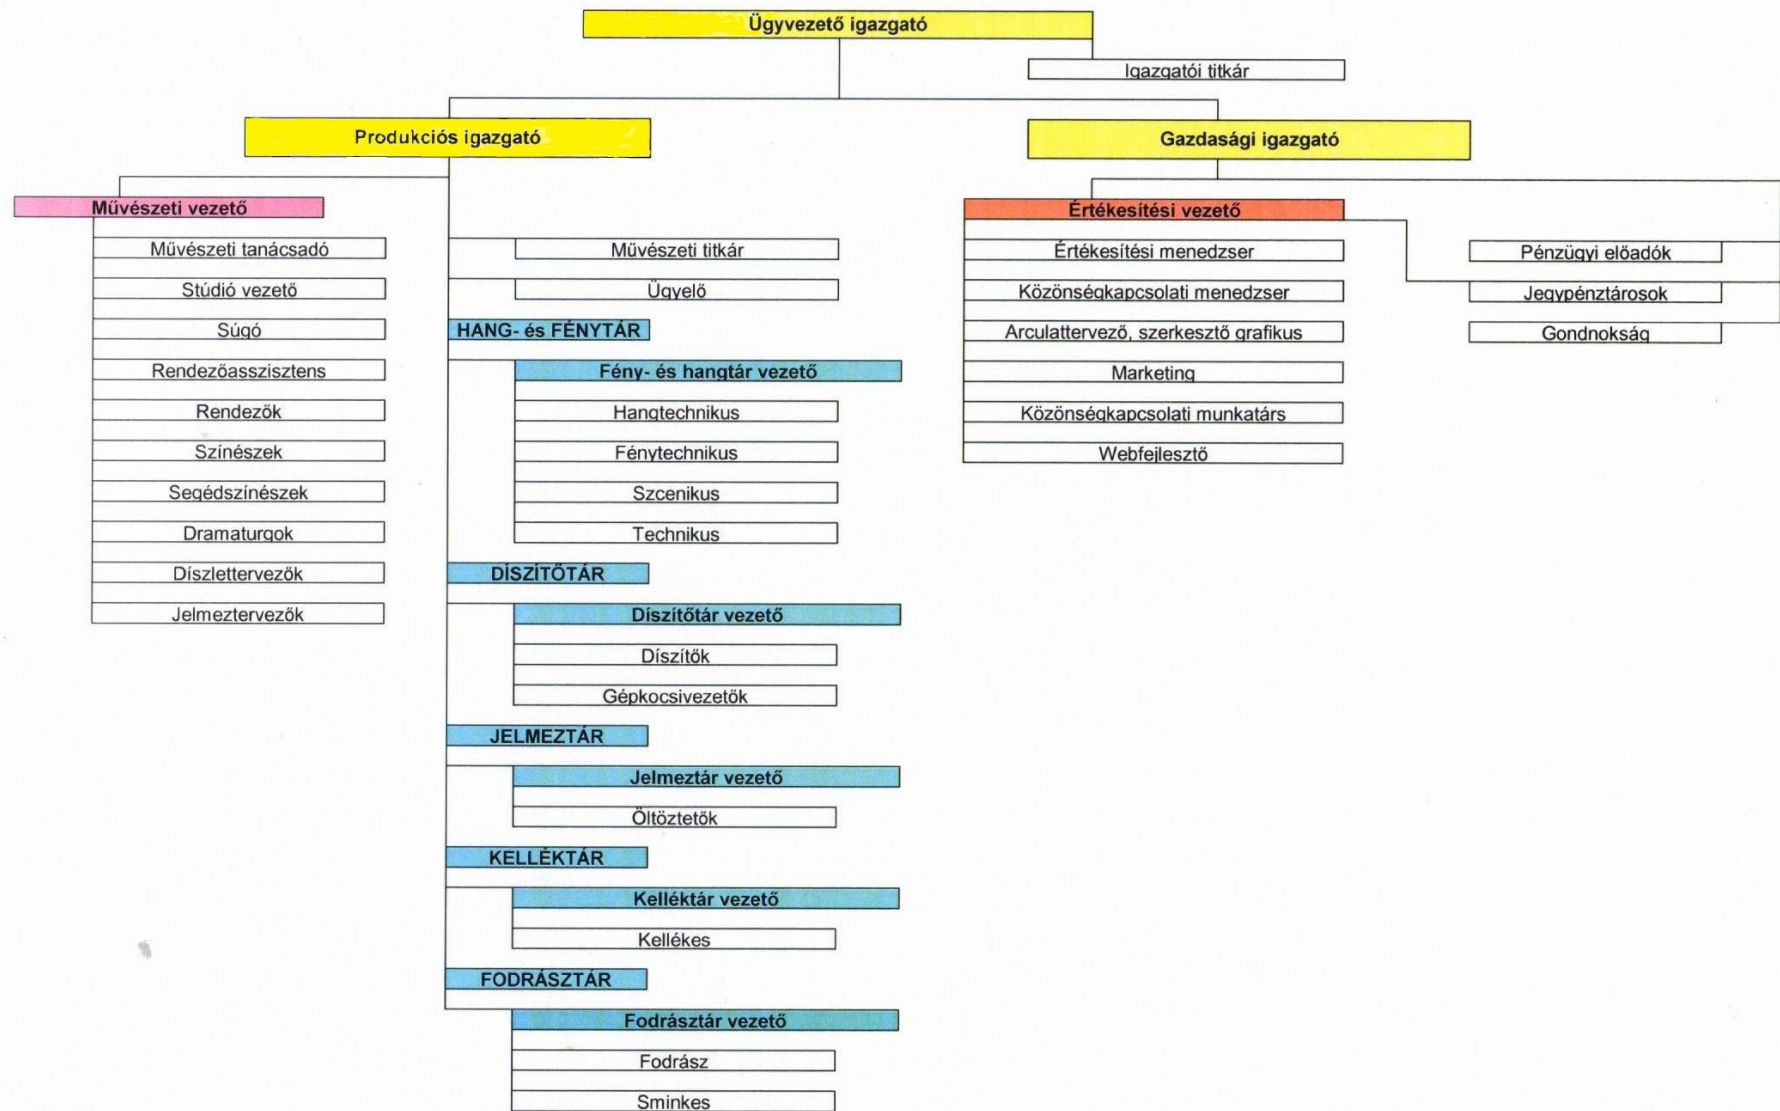 Ügyvezető igazgató
Igazgatói titkár
Produkciós igazgató
Gazdasági igazgató
Művészeti vezető
Művészeti tanácsadó
Stúdió vezető
Súgó
Rendezőasszisztens
Rendezők
Színészek
Segédszínészek
Dramaturgok
Díszlettervezők
Jelmeztervezők
Művészeti titkár
Ügyelő
HANG- és FÉNYTÁR
Fény- és hangtár vezető
Hangtechnikus
Fénytechnikus
Szcenikus
Technikus
DÍSZÍTŐTÁR
Díszítőtár vezető
Díszítők
Gépkocsivezetők
JELMEZTÁR
Jelmeztár vezető
Öltöztetők
KELLÉKTÁR
Kelléktár vezető
Kellékes
FODRÁSZTÁR
Fodrásztár vezető
Fodrász
Sminkes
Értékesítési vezető
Értékesítési menedzser
Közönségkapcsolati menedzser
Arculattervező, szerkesztő grafikus
Marketing
Közönségkapcsolati munkatárs
Webfejlesztő
Pénzügyi előadók
Jegypénztárosok
Gondnokság